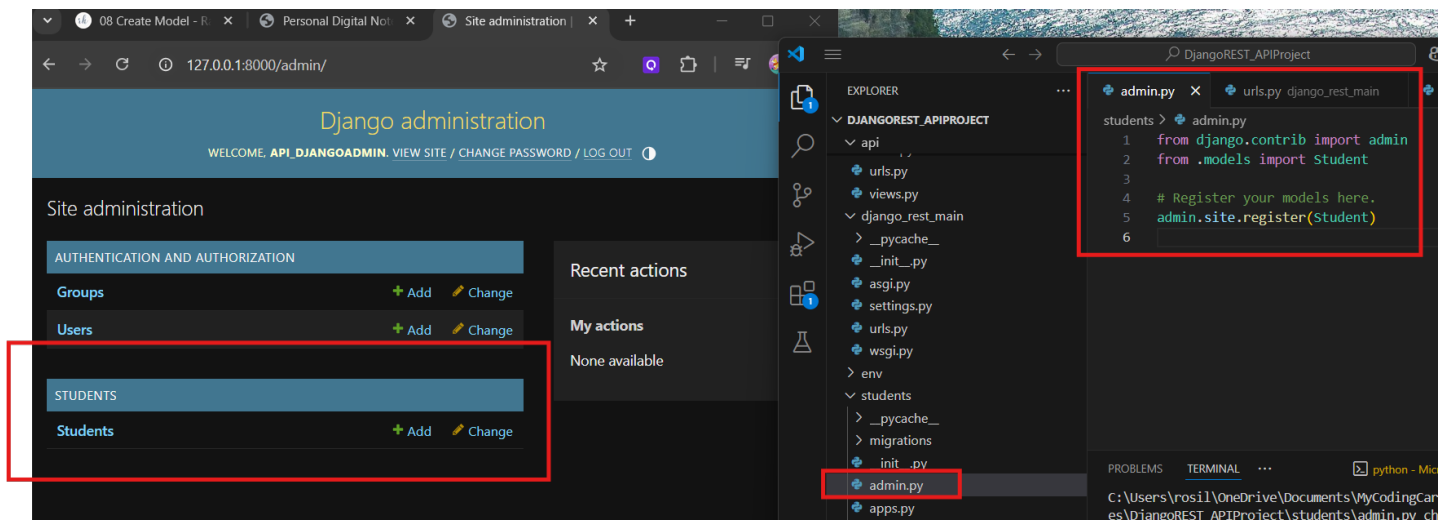 08 Create Model - R
Personal Digital Not
Site administration |
127.0.0.1:8000/admin/
Django administration
WELCOME, API_DJANGOADMIN. VIEW SITE / CHANGE PASSWORD / LOG OUT
Site administration
AUTHENTICATION AND AUTHORIZATION
Groups + Add Change
Users + Add Change
STUDENTS
Students + Add Change
Recent actions
My actions
None available
DjangoREST_APIProject
EXPLORER ...
DJANGOREST_APIPROJECT
api
urls.py
views.py
django_rest_main
__pycache__
__init__.py
asgi.py
settings.py
urls.py
wsgi.py
env
students
__pycache__
migrations
__init__.py
admin.py
apps.py
1
1
admin.py
urls.py django_rest_main
students > admin.py
1 from django.contrib import admin
2 from .models import Student
3
4 # Register your models here.
5 admin.site.register(Student)
6
PROBLEMS TERMINAL ... python - Micr
C:\Users\rosil\OneDrive\Documents\MyCodingCar
es\DjangoREST_APIProject\students\admin.py ch